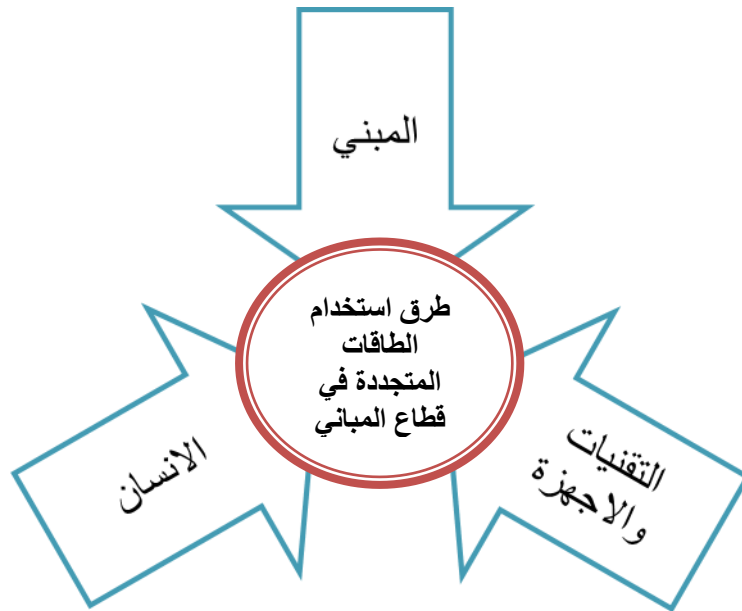 المبني
طرق استخدام
الطاقات
المتجددة في
قطاع المباني
التقنيات
والاجهزة
الانسان